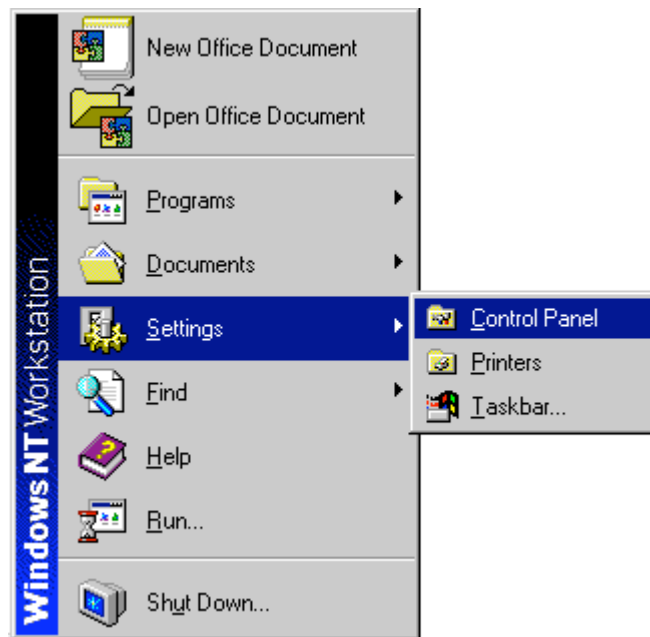 New Office Document
Open Office Document
Programs
Documents
Settings
Control Panel
Printers
Taskbar...
Find
Help
Run...
Shut Down...
Windows NT Workstation